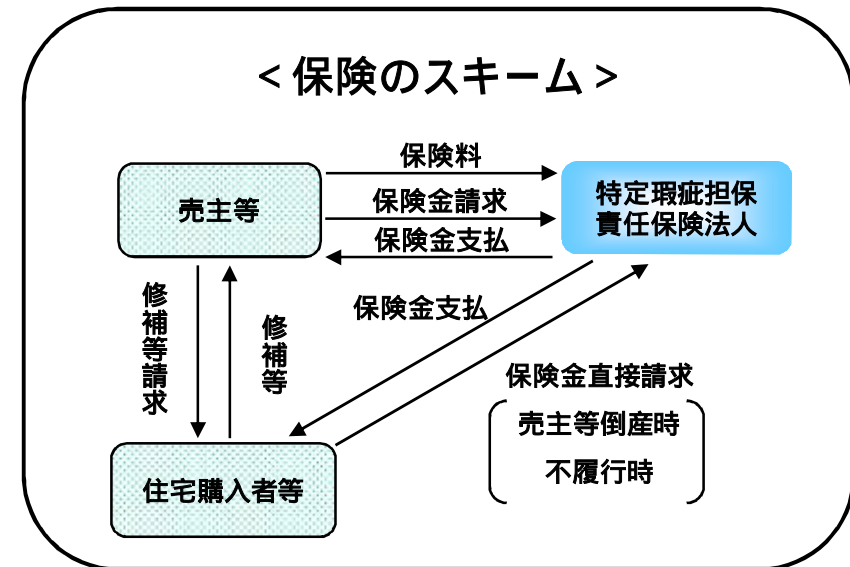 ＜保険のスキーム＞
保険料
売主等
保険金請求
保険金支払
特定瑕疵担保
責任保険法人
修補等請求
修補等
保険金支払
保険金直接請求
売主等倒産時
不履行時
住宅購入者等